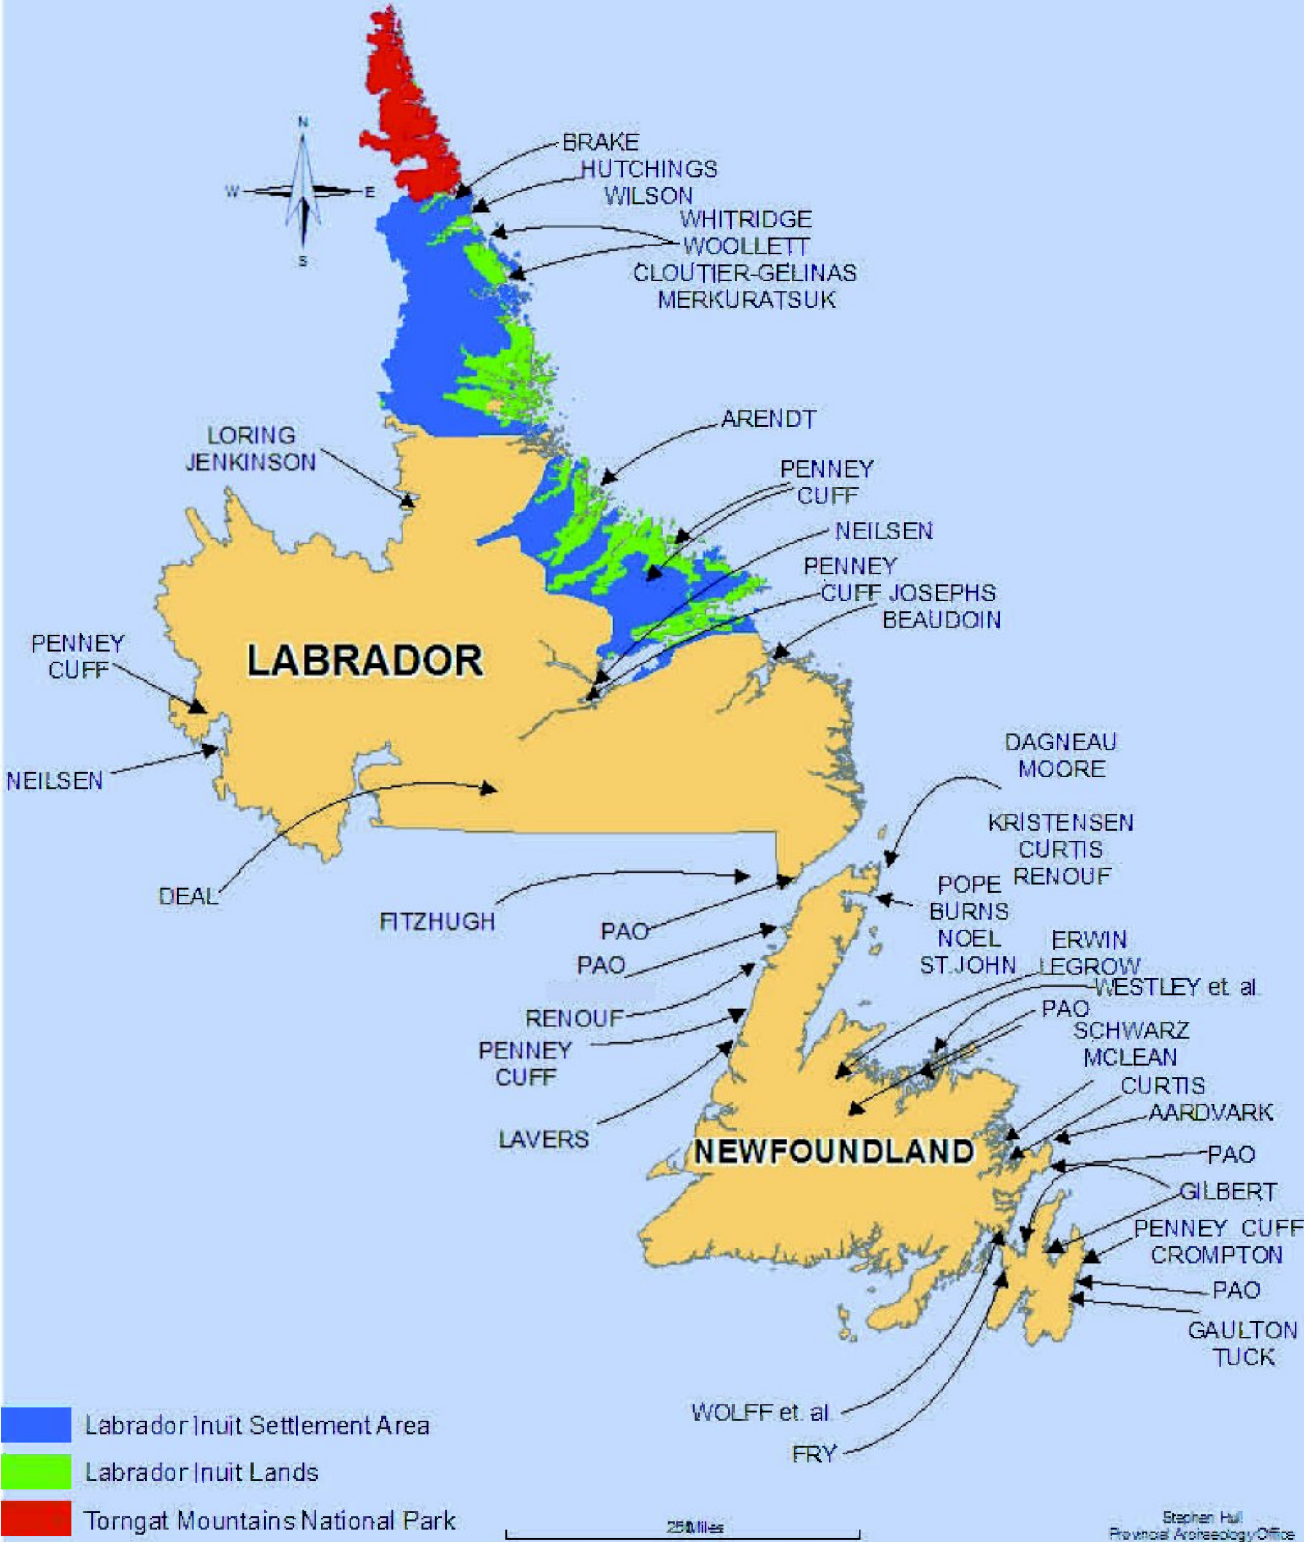 N
W
E
S
BRAKE
HUTCHINGS
WILSON
WHITRIDGE
WOOLLETT
CLOUTIER-GELINAS
MERKURATSUK
ARENDT
LORING
JENKINSON
PENNEY
CUFF
NEILSEN
PENNEY
CUFF JOSEPHS
BEAUDOIN
LABRADOR
PENNEY
CUFF
NEILSEN
DEAL
DAGNEAU
MOORE
KRISTENSEN
CURTIS
RENOUF
POPE
BURNS
NOEL
ST.JOHN
FITZHUGH
PAO
PAO
RENOUF
PENNEY
CUFF
LAVERS
ERWIN
LEGROW
WESTLEY et. al.
PAO
SCHWARZ
MCLEAN
CURTIS
AARDVARK
NEWFOUNDLAND
PAO
GILBERT
PENNEY CUFF
CROMPTON
PAO
GAULTON
TUCK
WOLFF et. al.
FRY
Labrador Inuit Settlement Area
Labrador Inuit Lands
Torngat Mountains National Park
Miles
Stephen Hull
Provincial Archaeology Office